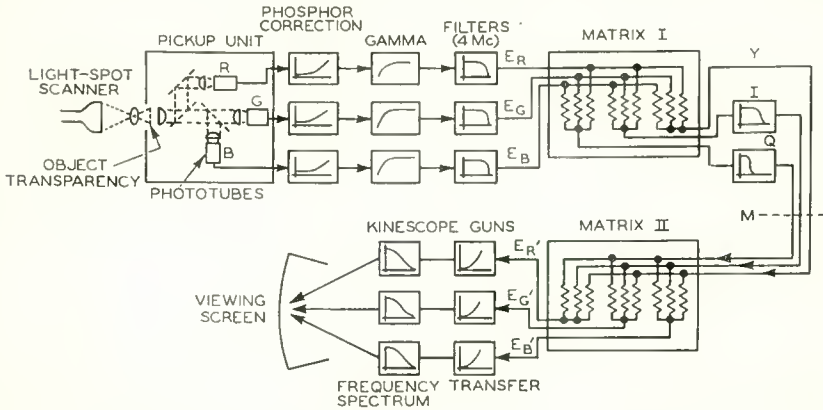 PHOSPHOR
CORRECTION
PICKUP UNIT
GAMMA
FILTERS
(4 Mc)
MATRIX I
LIGHT-SPOT
SCANNER
R
G
B
E_R
E_G
E_B
Y
I
Q
OBJECT
TRANSPARENCY
PHOTOTUBES
M
KINESCOPE GUNS
MATRIX II
E_R'
E_G'
E_B'
VIEWING
SCREEN
FREQUENCY TRANSFER
SPECTRUM